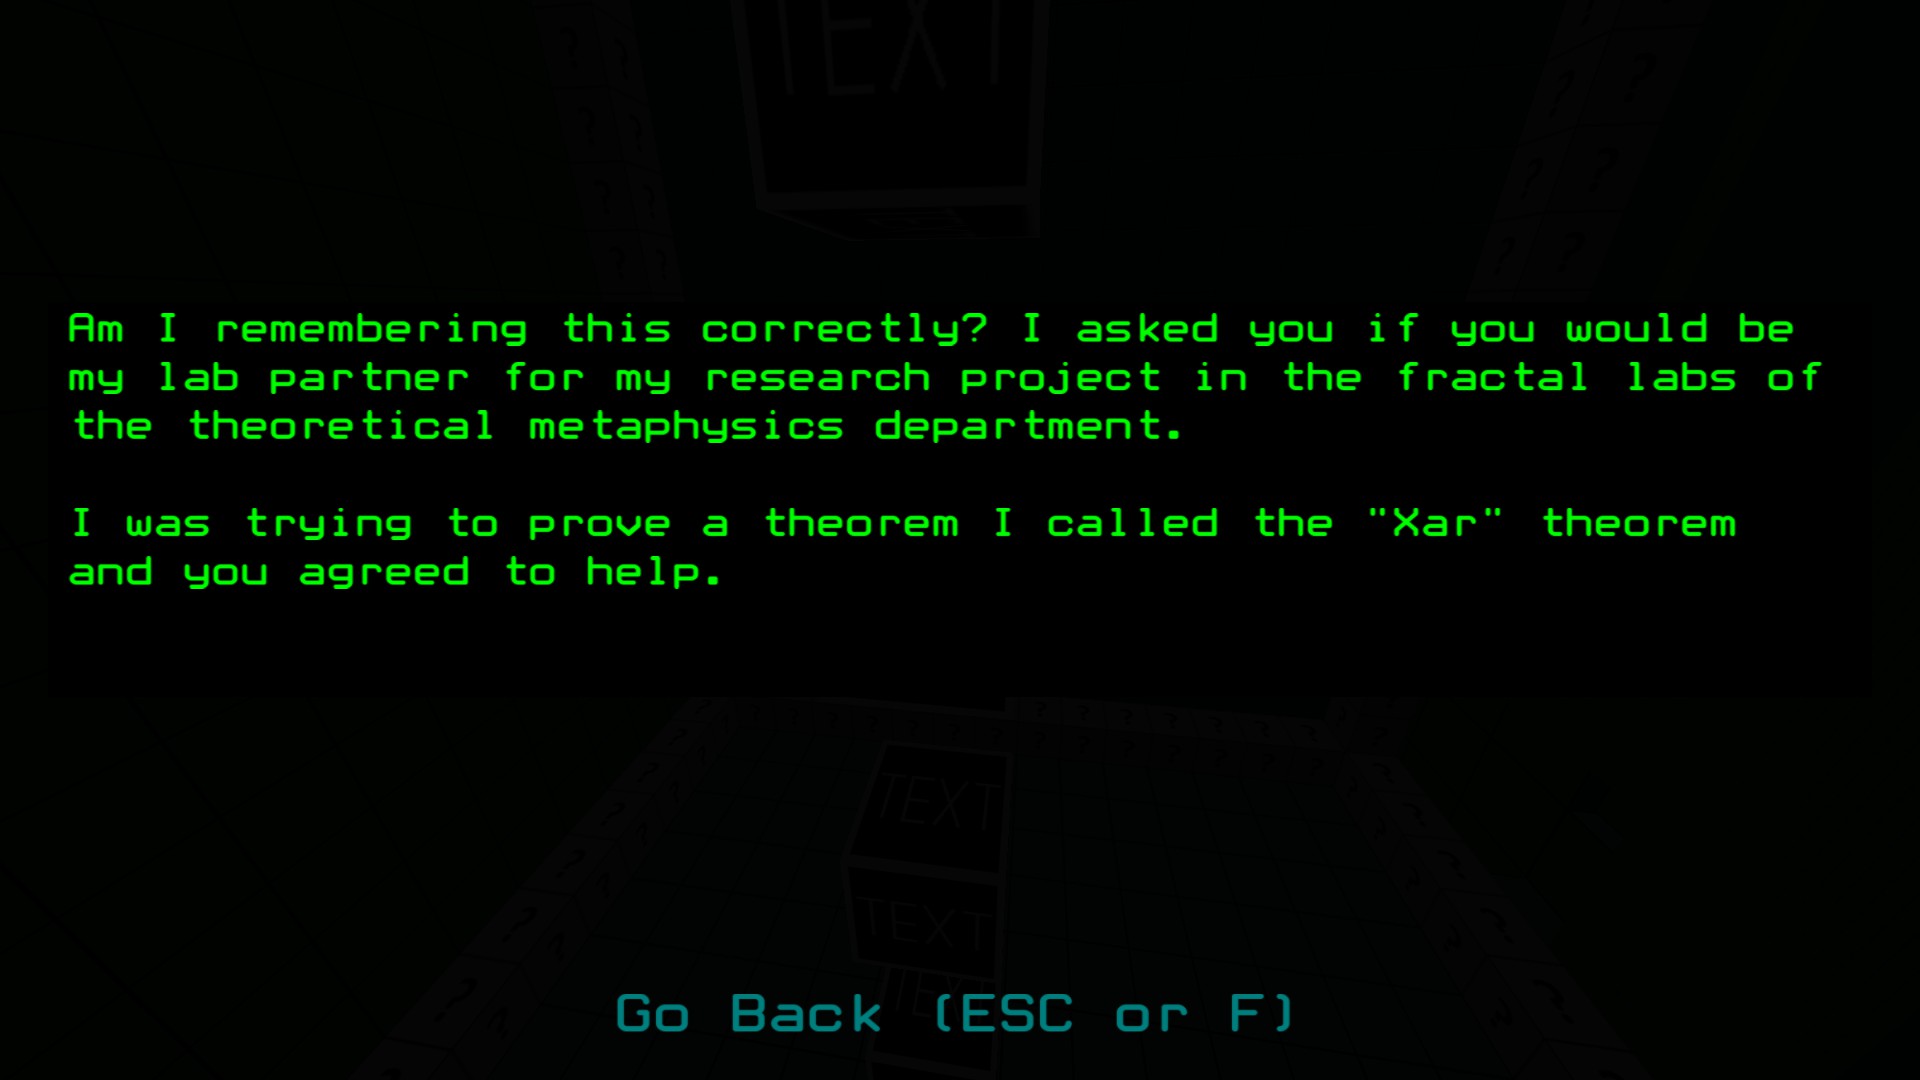 TEXT
Am I remembering this correctly? I asked you if you would be
my lab partner for my research project in the fractal labs of
the theoretical metaphysics department.
I was trying to prove a theorem I called the "Xar" theorem
and you agreed to help.
TEXT
TEXT
TEXT
Go Back (ESC or F)